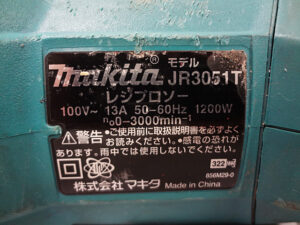 makita モデル JR3051T
レシプロソー
100V～ 13A 50–60Hz 1200W
n₀0–3000min⁻¹
⚠警告 •ご使用前に取扱説明書を必ずよく
お読みください。•感電の恐れが
あります。雨中では使用しないでください。
322
856M29-0
株式会社マキタ Made in China